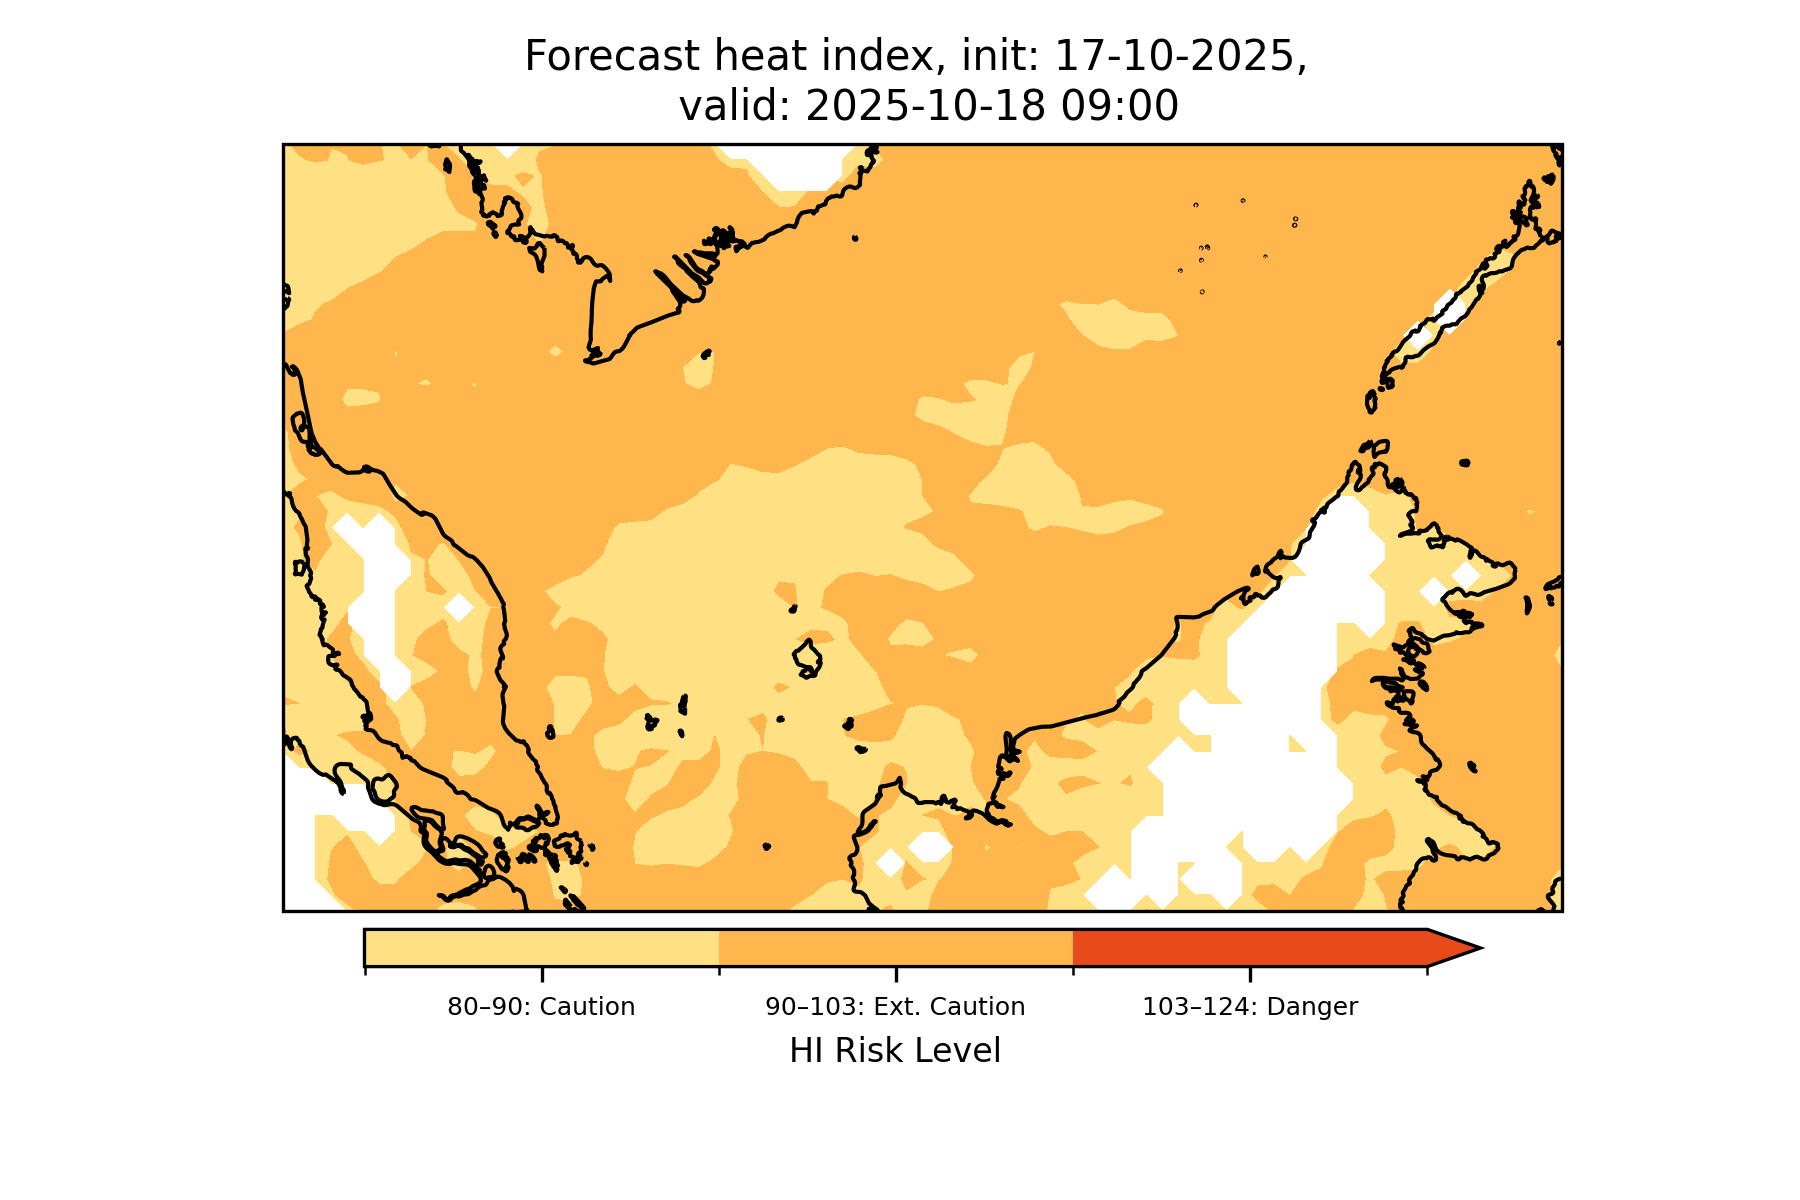 Forecast heat index, init: 17-10-2025,
valid: 2025-10-18 09:00
80–90: Caution
90–103: Ext. Caution
103–124: Danger
HI Risk Level